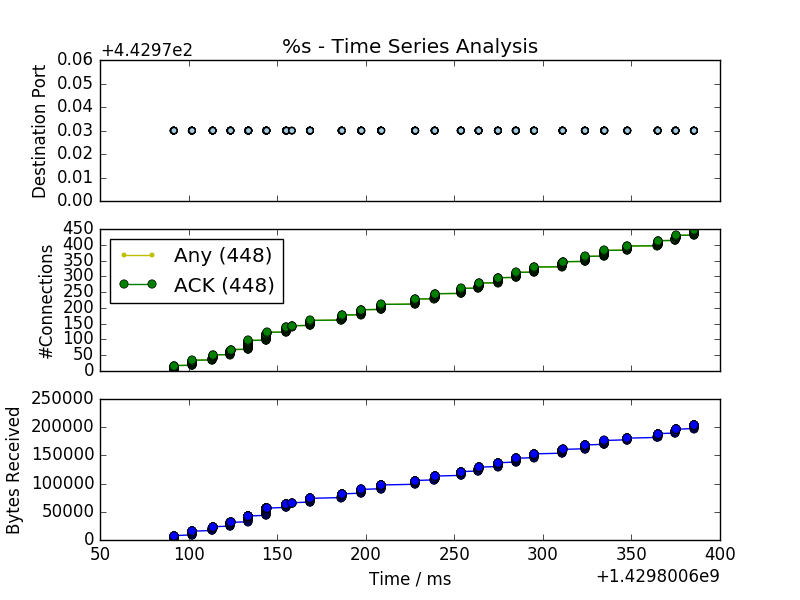 %s - Time Series Analysis
+4.4297e2
0.06
0.05
0.04
0.03
0.02
0.01
0.00
Destination Port
450
400
350
300
250
200
150
100
50
0
#Connections
Any (448)
ACK (448)
250000
200000
150000
100000
50000
0
Bytes Received
50 100 150 200 250 300 350 400
Time / ms
+1.4298006e9